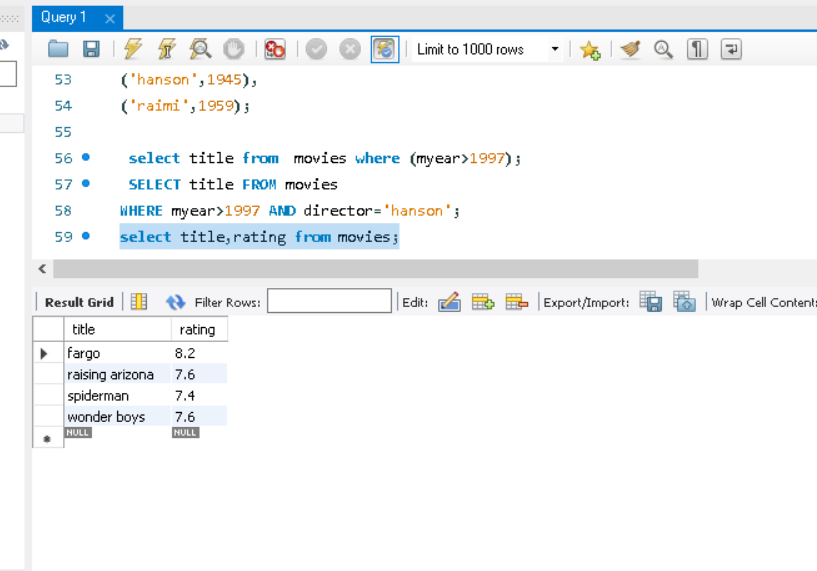 Query 1
Limit to 1000 rows
53 ('hanson',1945),
54 ('raimi',1959);
55
56 select title from movies where (myear>1997);
57 SELECT title FROM movies
58 WHERE myear>1997 AND director='hanson';
59 select title,rating from movies;
Result Grid Filter Rows: Edit: Export/Import: Wrap Cell Content:
title rating
fargo 8.2
raising arizona 7.6
spiderman 7.4
wonder boys 7.6
NULL NULL